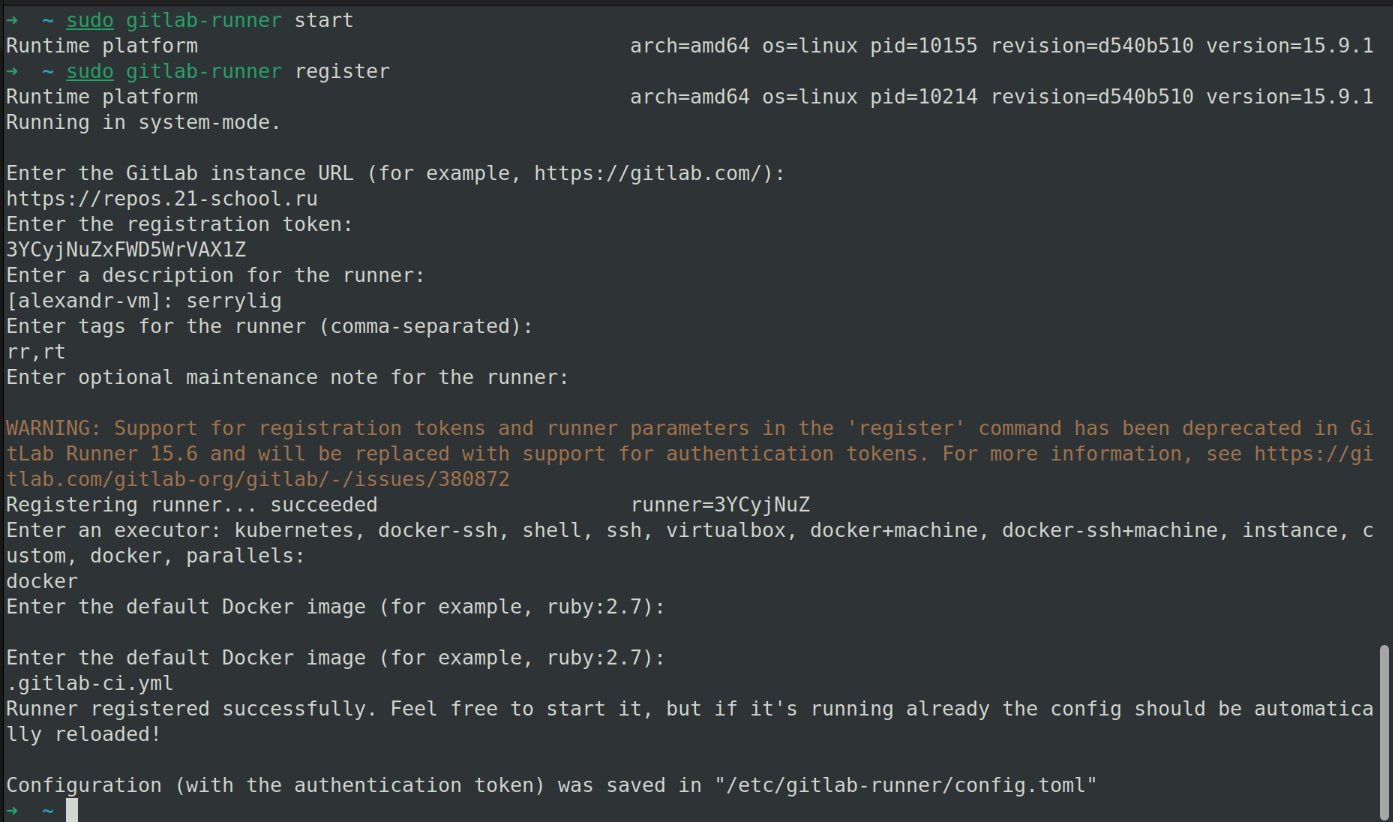 ➜  ~ sudo gitlab-runner start
Runtime platform                                    arch=amd64 os=linux pid=10155 revision=d540b510 version=15.9.1
➜  ~ sudo gitlab-runner register
Runtime platform                                    arch=amd64 os=linux pid=10214 revision=d540b510 version=15.9.1
Running in system-mode.

Enter the GitLab instance URL (for example, https://gitlab.com/):
https://repos.21-school.ru
Enter the registration token:
3YCyjNuZxFWD5WrVAX1Z
Enter a description for the runner:
[alexandr-vm]: serrylig
Enter tags for the runner (comma-separated):
rr,rt
Enter optional maintenance note for the runner:

WARNING: Support for registration tokens and runner parameters in the 'register' command has been deprecated in Gi
tLab Runner 15.6 and will be replaced with support for authentication tokens. For more information, see https://gi
tlab.com/gitlab-org/gitlab/-/issues/380872
Registering runner... succeeded                     runner=3YCyjNuZ
Enter an executor: kubernetes, docker-ssh, shell, ssh, virtualbox, docker+machine, docker-ssh+machine, instance, c
ustom, docker, parallels:
docker
Enter the default Docker image (for example, ruby:2.7):

Enter the default Docker image (for example, ruby:2.7):
.gitlab-ci.yml
Runner registered successfully. Feel free to start it, but if it's running already the config should be automatica
lly reloaded!

Configuration (with the authentication token) was saved in "/etc/gitlab-runner/config.toml"
➜  ~